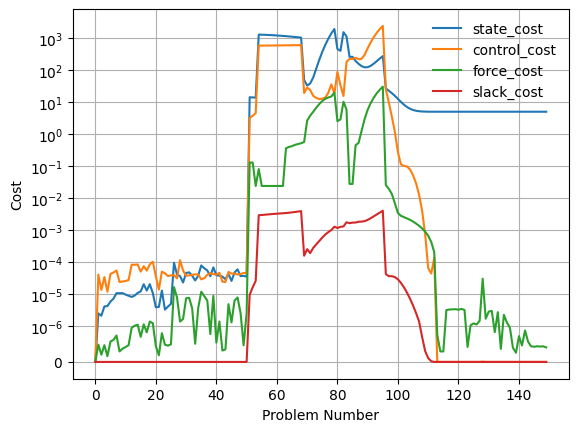 10³
10²
10¹
10⁰
10⁻¹
10⁻²
10⁻³
10⁻⁴
10⁻⁵
10⁻⁶
0
Cost
state_cost
control_cost
force_cost
slack_cost
0 20 40 60 80 100 120 140
Problem Number